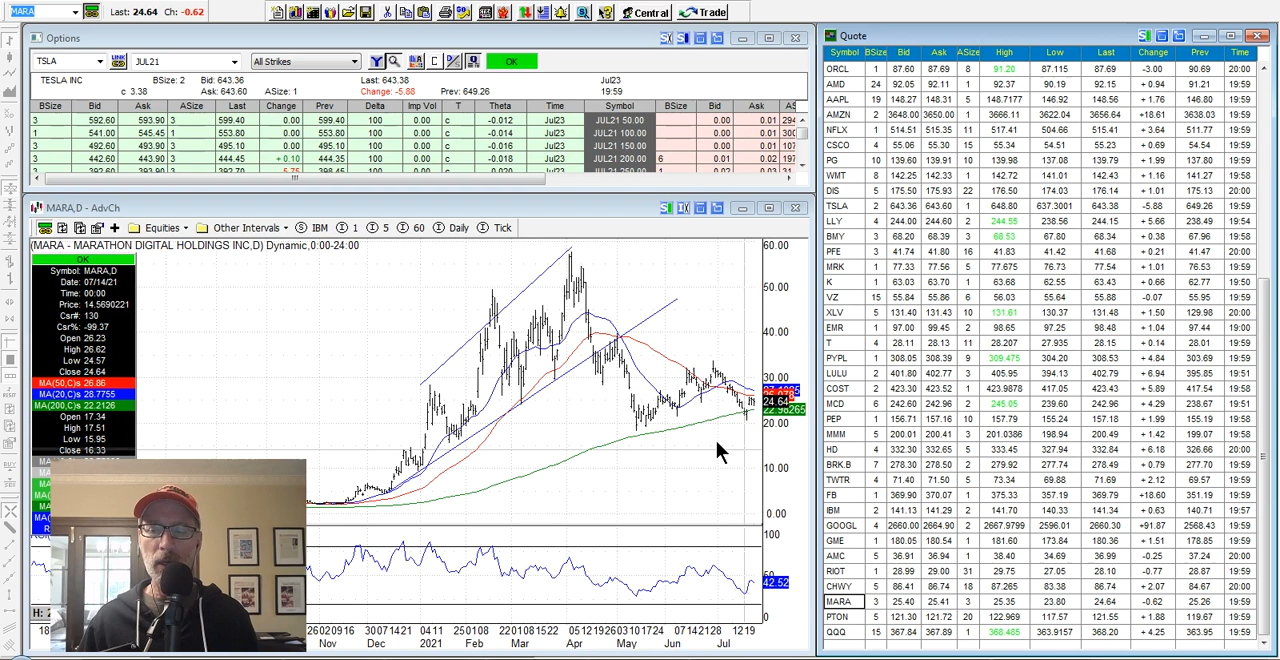 MARA Last: 24.64 Ch: -0.62 Central Trade
Options
TSLA JUL21 All Strikes OK
TESLA INC BSize: 2 Bid: 643.36 Last: 643.38 Jul23
c 3.38 Ask: 643.60 ASize: 1 Change: -5.88 Prev: 649.26 19:59
BSize Bid Ask ASize Last Change Prev Delta Imp Vol T Theta Time Symbol BSize Bid Ask AS
3 592.60 593.90 3 599.40 0.00 599.40 100 c -0.012 Jul23 JUL21 50.00 0.00 0.01 294
1 541.00 545.45 1 553.80 0.00 553.80 100 c -0.014 Jul23 JUL21 100.00 0.00 0.01
3 492.60 493.90 3 495.10 0.00 495.10 100 c -0.016 Jul23 JUL21 150.00 0.00 0.01
3 442.60 443.90 3 444.45 + 0.10 444.35 100 c -0.018 Jul23 JUL21 200.00 6 0.01 0.02
MARA,D - AdvCh
Equities Other Intervals IBM 1 5 60 Daily Tick
(MARA - MARATHON DIGITAL HOLDINGS INC,D) Dynamic,0:00-24:00
OK
Symbol: MARA,D
Date: 07/14/21
Time: 00:00
Price: 14.5690221
Csr#: 130
Csr%: -99.37
Open 26.23
High 26.62
Low 24.57
Close 24.64
MA(50,C)s 26.86
MA(20,C)s 28.7755
MA(200,C)s 22.2126
Open 17.34
High 17.51
Low 15.95
Close 16.33
60.00
50.00
40.00
30.00
24.64
20.00
10.00
0.00
100
42.52
0
Nov Dec 2021 Feb Mar Apr May Jun Jul
Quote
Symbol BSize Bid Ask ASize High Low Last Change Prev Time
ORCL 1 87.60 87.69 8 91.20 87.115 87.69 -3.00 90.69 20:00
AMD 24 92.05 92.11 1 92.37 90.19 92.15 + 0.94 91.21 20:00
AAPL 19 148.27 148.31 5 148.7177 146.92 148.56 + 1.76 146.80 20:00
AMZN 2 3648.00 3650.00 1 3666.11 3622.04 3656.64 +18.61 3638.03 19:59
NFLX 1 514.51 515.35 11 517.41 504.66 515.41 + 3.64 511.77 19:59
CSCO 4 55.06 55.30 15 55.34 54.51 55.23 + 0.69 54.54 19:59
PG 10 139.60 139.91 10 139.98 137.08 139.79 + 1.99 137.80 19:58
WMT 8 142.25 142.33 1 142.72 141.01 142.43 + 1.16 141.27 19:58
DIS 5 175.50 175.93 22 176.50 174.03 176.14 + 1.01 175.13 20:00
TSLA 2 643.36 643.60 1 648.80 637.3001 643.38 -5.88 649.26 19:59
LLY 4 244.00 244.60 2 244.55 238.56 244.15 + 5.66 238.49 19:54
BMY 3 68.20 68.39 3 68.53 67.80 68.34 + 0.38 67.96 19:58
PFE 3 41.74 41.80 16 41.83 41.42 41.68 + 0.21 41.47 20:00
MRK 1 77.33 77.56 5 77.675 76.73 77.54 + 1.01 76.53 19:59
K 1 63.03 63.70 1 63.68 62.55 63.43 + 0.66 62.77 19:50
VZ 15 55.84 55.86 6 56.03 55.64 55.88 -0.07 55.95 19:59
XLV 5 131.40 131.43 10 131.61 130.37 131.48 + 1.50 129.98 20:00
EMR 1 97.00 99.45 2 98.65 97.25 98.48 + 1.04 97.44 19:00
T 4 28.11 28.13 11 28.207 27.935 28.15 + 0.14 28.01 19:59
PYPL 1 308.05 308.39 9 309.475 304.20 308.53 + 4.84 303.69 19:55
LULU 2 401.80 402.77 3 405.95 394.13 402.79 + 6.94 395.85 19:51
COST 2 423.30 423.52 1 423.9878 417.05 423.43 + 5.89 417.54 19:58
MCD 6 242.60 242.96 2 245.05 239.60 242.96 + 4.29 238.67 19:51
PEP 1 156.71 157.16 10 157.79 155.24 157.18 + 1.99 155.19 19:58
MMM 5 200.01 200.41 3 201.0386 198.94 200.49 + 1.42 199.07 19:58
HD 4 332.30 332.65 5 333.45 327.94 332.84 + 6.18 326.66 20:00
BRK.B 7 278.30 278.50 1 279.92 277.74 278.49 + 0.79 277.70 19:59
TWTR 4 71.40 71.50 5 73.34 69.88 71.69 + 2.12 69.57 20:00
FB 1 369.90 370.07 1 375.33 357.19 369.79 +18.60 351.19 19:59
IBM 2 141.13 141.29 7 141.70 140.33 141.34 + 0.63 140.71 19:57
GOOGL 4 2660.00 2664.90 2 2667.9799 2596.01 2660.30 +91.87 2568.43 19:59
GME 1 180.05 180.54 1 181.60 173.84 180.36 + 1.51 178.85 19:59
AMC 5 36.91 36.94 1 38.40 34.69 36.99 -0.25 37.24 20:00
RIOT 1 28.99 29.00 31 29.75 27.05 28.10 -0.77 28.87 19:59
CHWY 5 86.41 86.74 18 87.265 83.38 86.74 + 2.07 84.67 19:57
MARA 3 25.40 25.41 3 25.35 23.80 24.64 -0.62 25.26 19:59
PTON 5 121.30 121.72 20 122.969 117.57 121.55 + 1.88 119.67 19:59
QQQ 15 367.84 367.89 1 368.485 363.9157 368.20 + 4.25 363.95 19:59